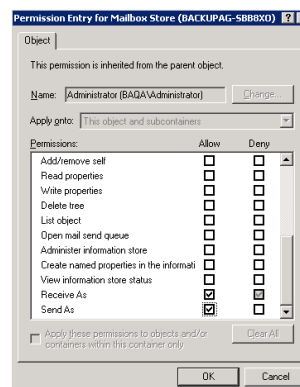 Permission Entry for Mailbox Store (BACKUPAG-SBB8XO)
Object
This permission is inherited from the parent object.
Name: Administrator (BAQA\Administrator) Change...
Apply onto: This object and subcontainers
Permissions: Allow Deny
Add/remove self
Read properties
Write properties
Delete tree
List object
Open mail send queue
Administer information store
Create named properties in the informati
View information store status
Receive As
Send As
Apply these permissions to objects and/or
containers within this container only
Clear All
OK Cancel